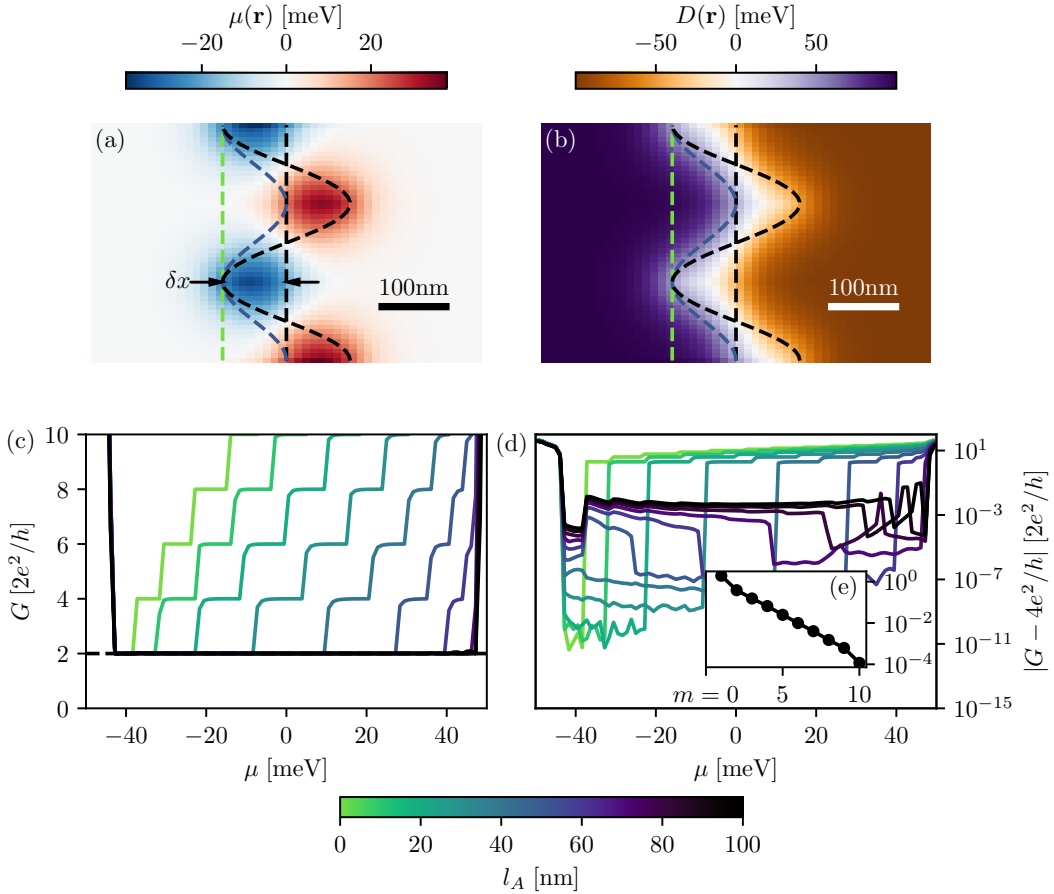 μ(r) [meV]
−20 0 20
D(r) [meV]
−50 0 50
(a)
δx
100nm
(b)
100nm
(c)
G [2e²/h]
10
8
6
4
2
0
−40 −20 0 20 40
μ [meV]
(d)
|G − 4e²/h| [2e²/h]
10¹
10⁻³
10⁻⁷
10⁻¹¹
10⁻¹⁵
−40 −20 0 20 40
μ [meV]
(e)
10⁰
10⁻²
10⁻⁴
m = 0 5 10
0 20 40 60 80 100
l_A [nm]